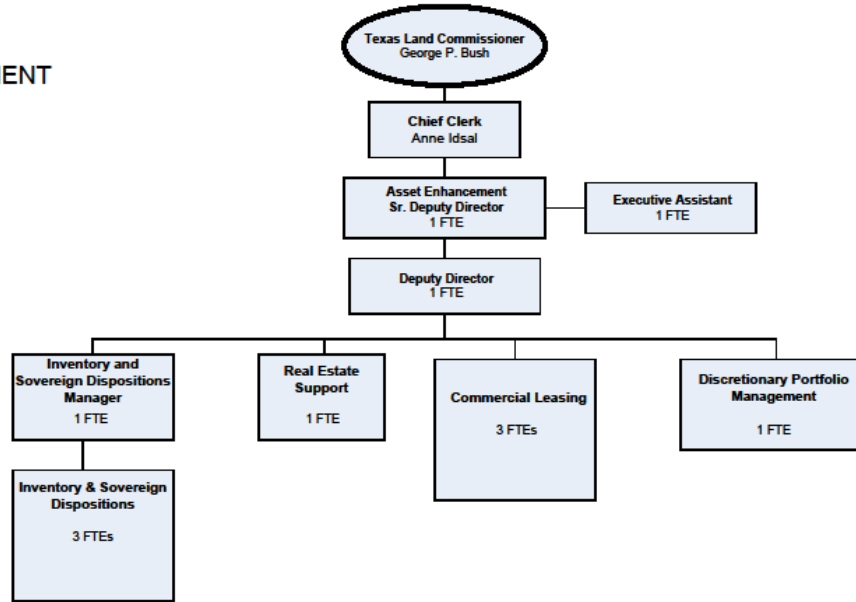 Texas Land Commissioner
George P. Bush
MENT
Chief Clerk
Anne Idsal
Asset Enhancement
Sr. Deputy Director
1 FTE
Executive Assistant
1 FTE
Deputy Director
1 FTE
Inventory and
Sovereign Dispositions
Manager
1 FTE
Real Estate
Support
1 FTE
Commercial Leasing
3 FTEs
Discretionary Portfolio
Management
1 FTE
Inventory & Sovereign
Dispositions
3 FTEs